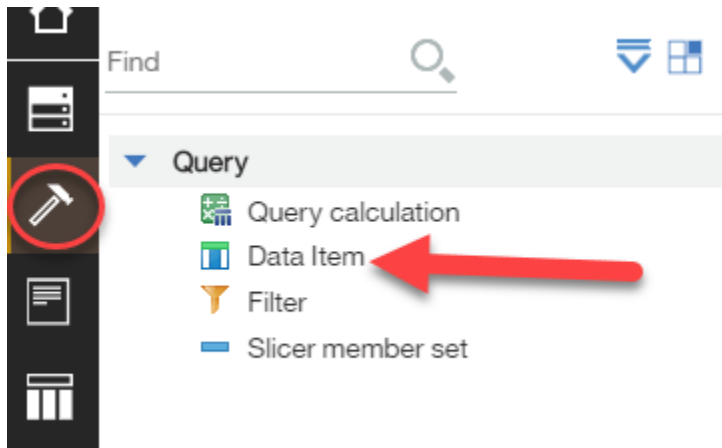 Find
Query
Query calculation
Data Item
Filter
Slicer member set